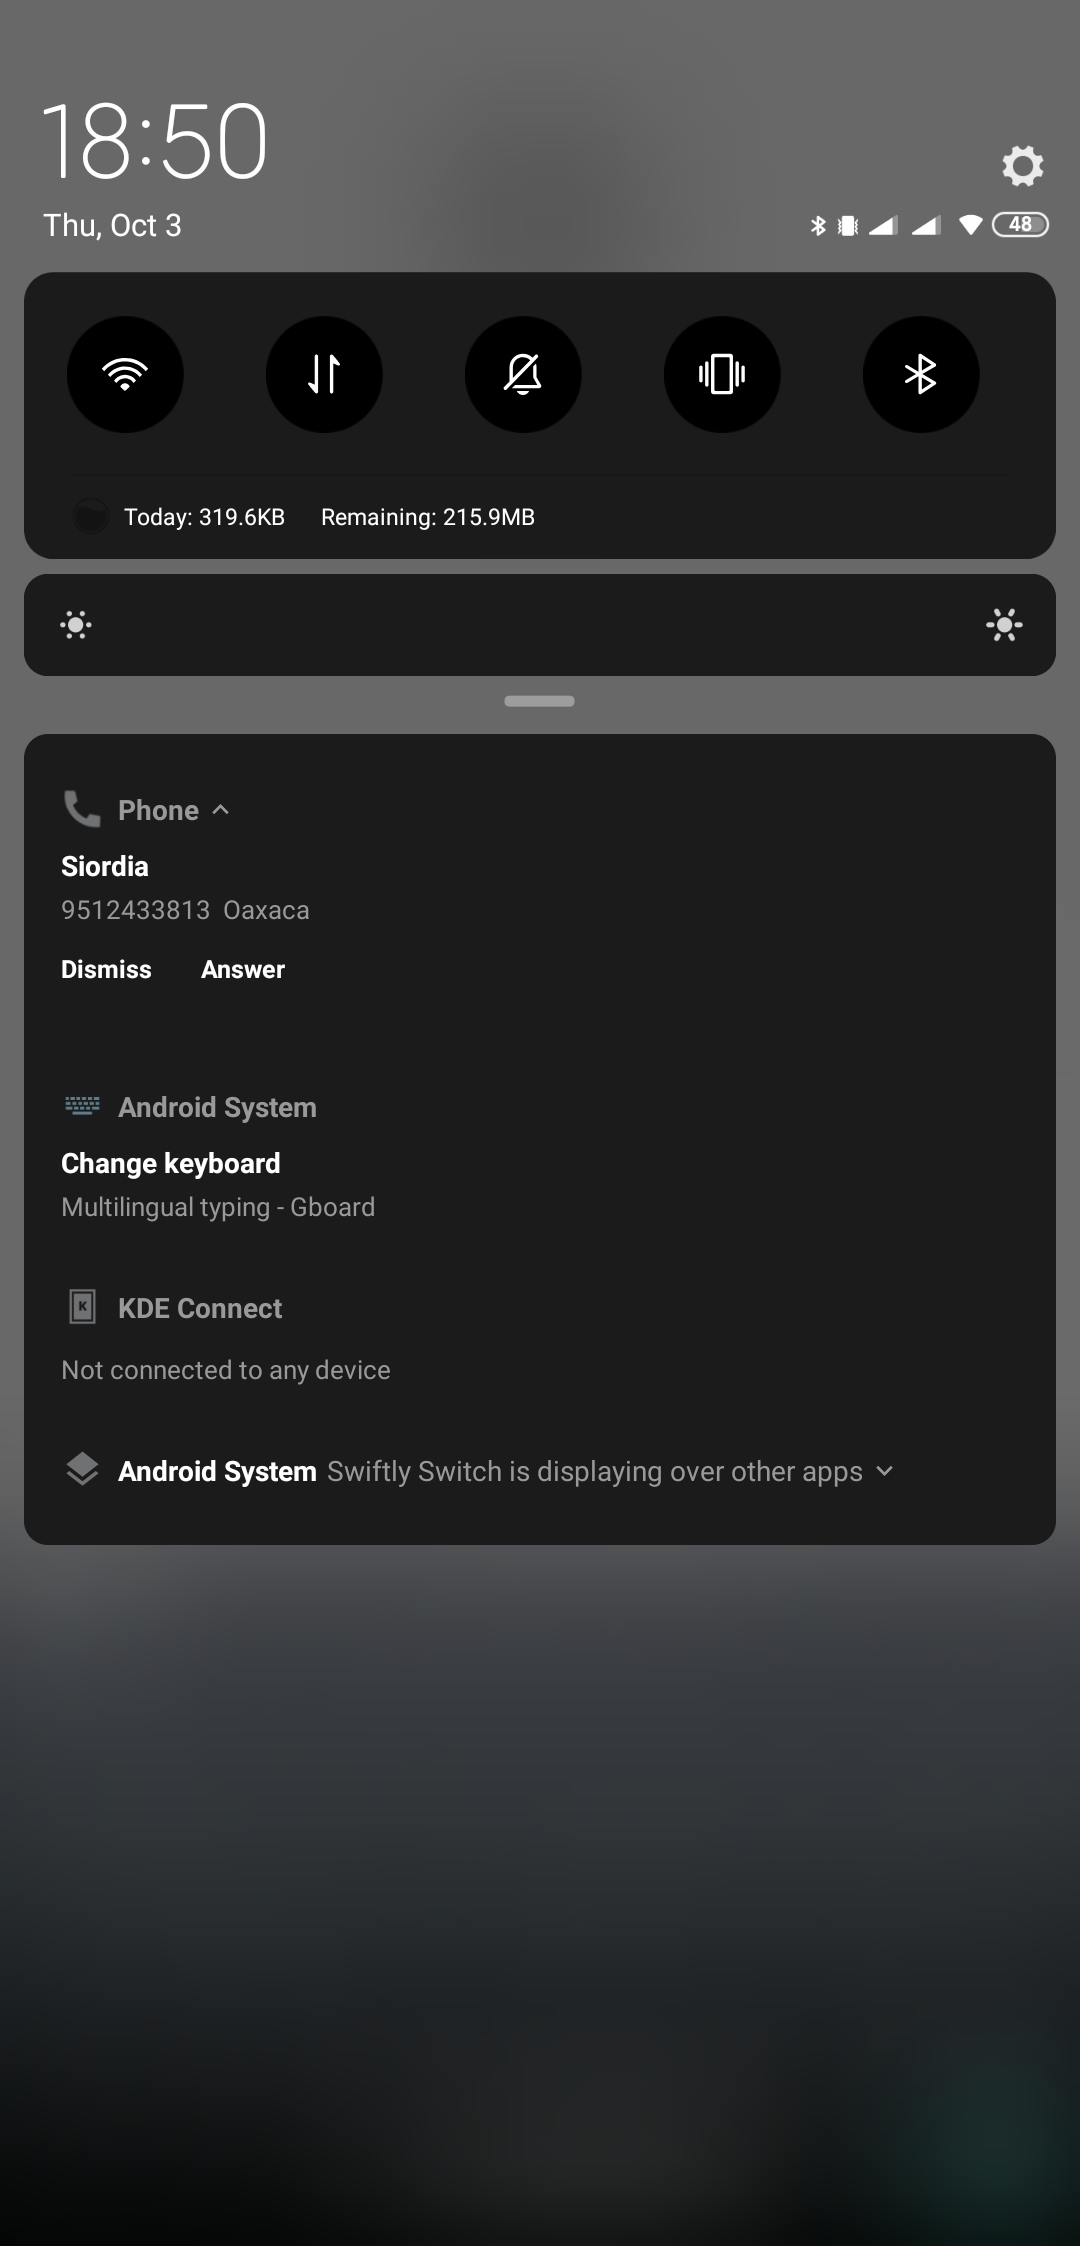 18:50
Thu, Oct 3
48
Today: 319.6KB Remaining: 215.9MB
Phone
Siordia
9512433813 Oaxaca
Dismiss Answer
Android System
Change keyboard
Multilingual typing - Gboard
K KDE Connect
Not connected to any device
Android System Swiftly Switch is displaying over other apps